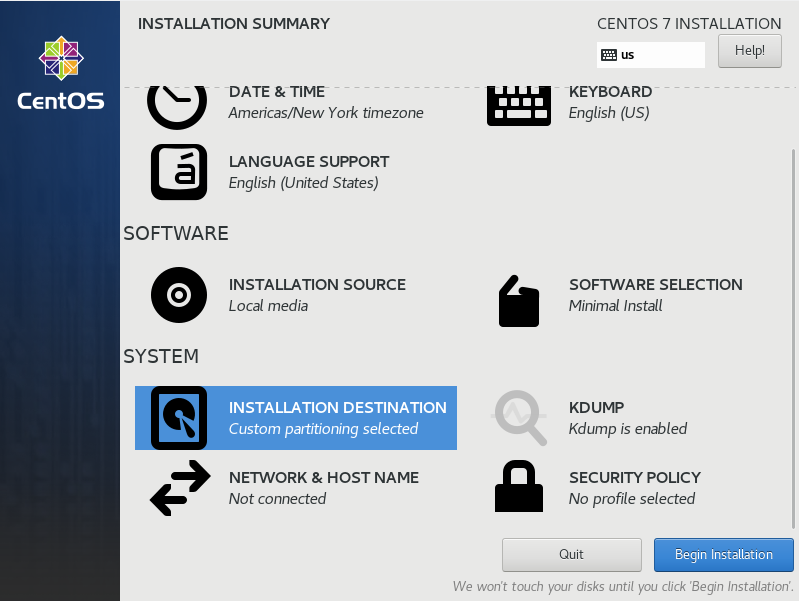 INSTALLATION SUMMARY
CENTOS 7 INSTALLATION
us
Help!
CentOS
DATE & TIME
Americas/New York timezone
KEYBOARD
English (US)
LANGUAGE SUPPORT
English (United States)
SOFTWARE
INSTALLATION SOURCE
Local media
SOFTWARE SELECTION
Minimal Install
SYSTEM
INSTALLATION DESTINATION
Custom partitioning selected
KDUMP
Kdump is enabled
NETWORK & HOST NAME
Not connected
SECURITY POLICY
No profile selected
Quit
Begin Installation
We won't touch your disks until you click 'Begin Installation'.